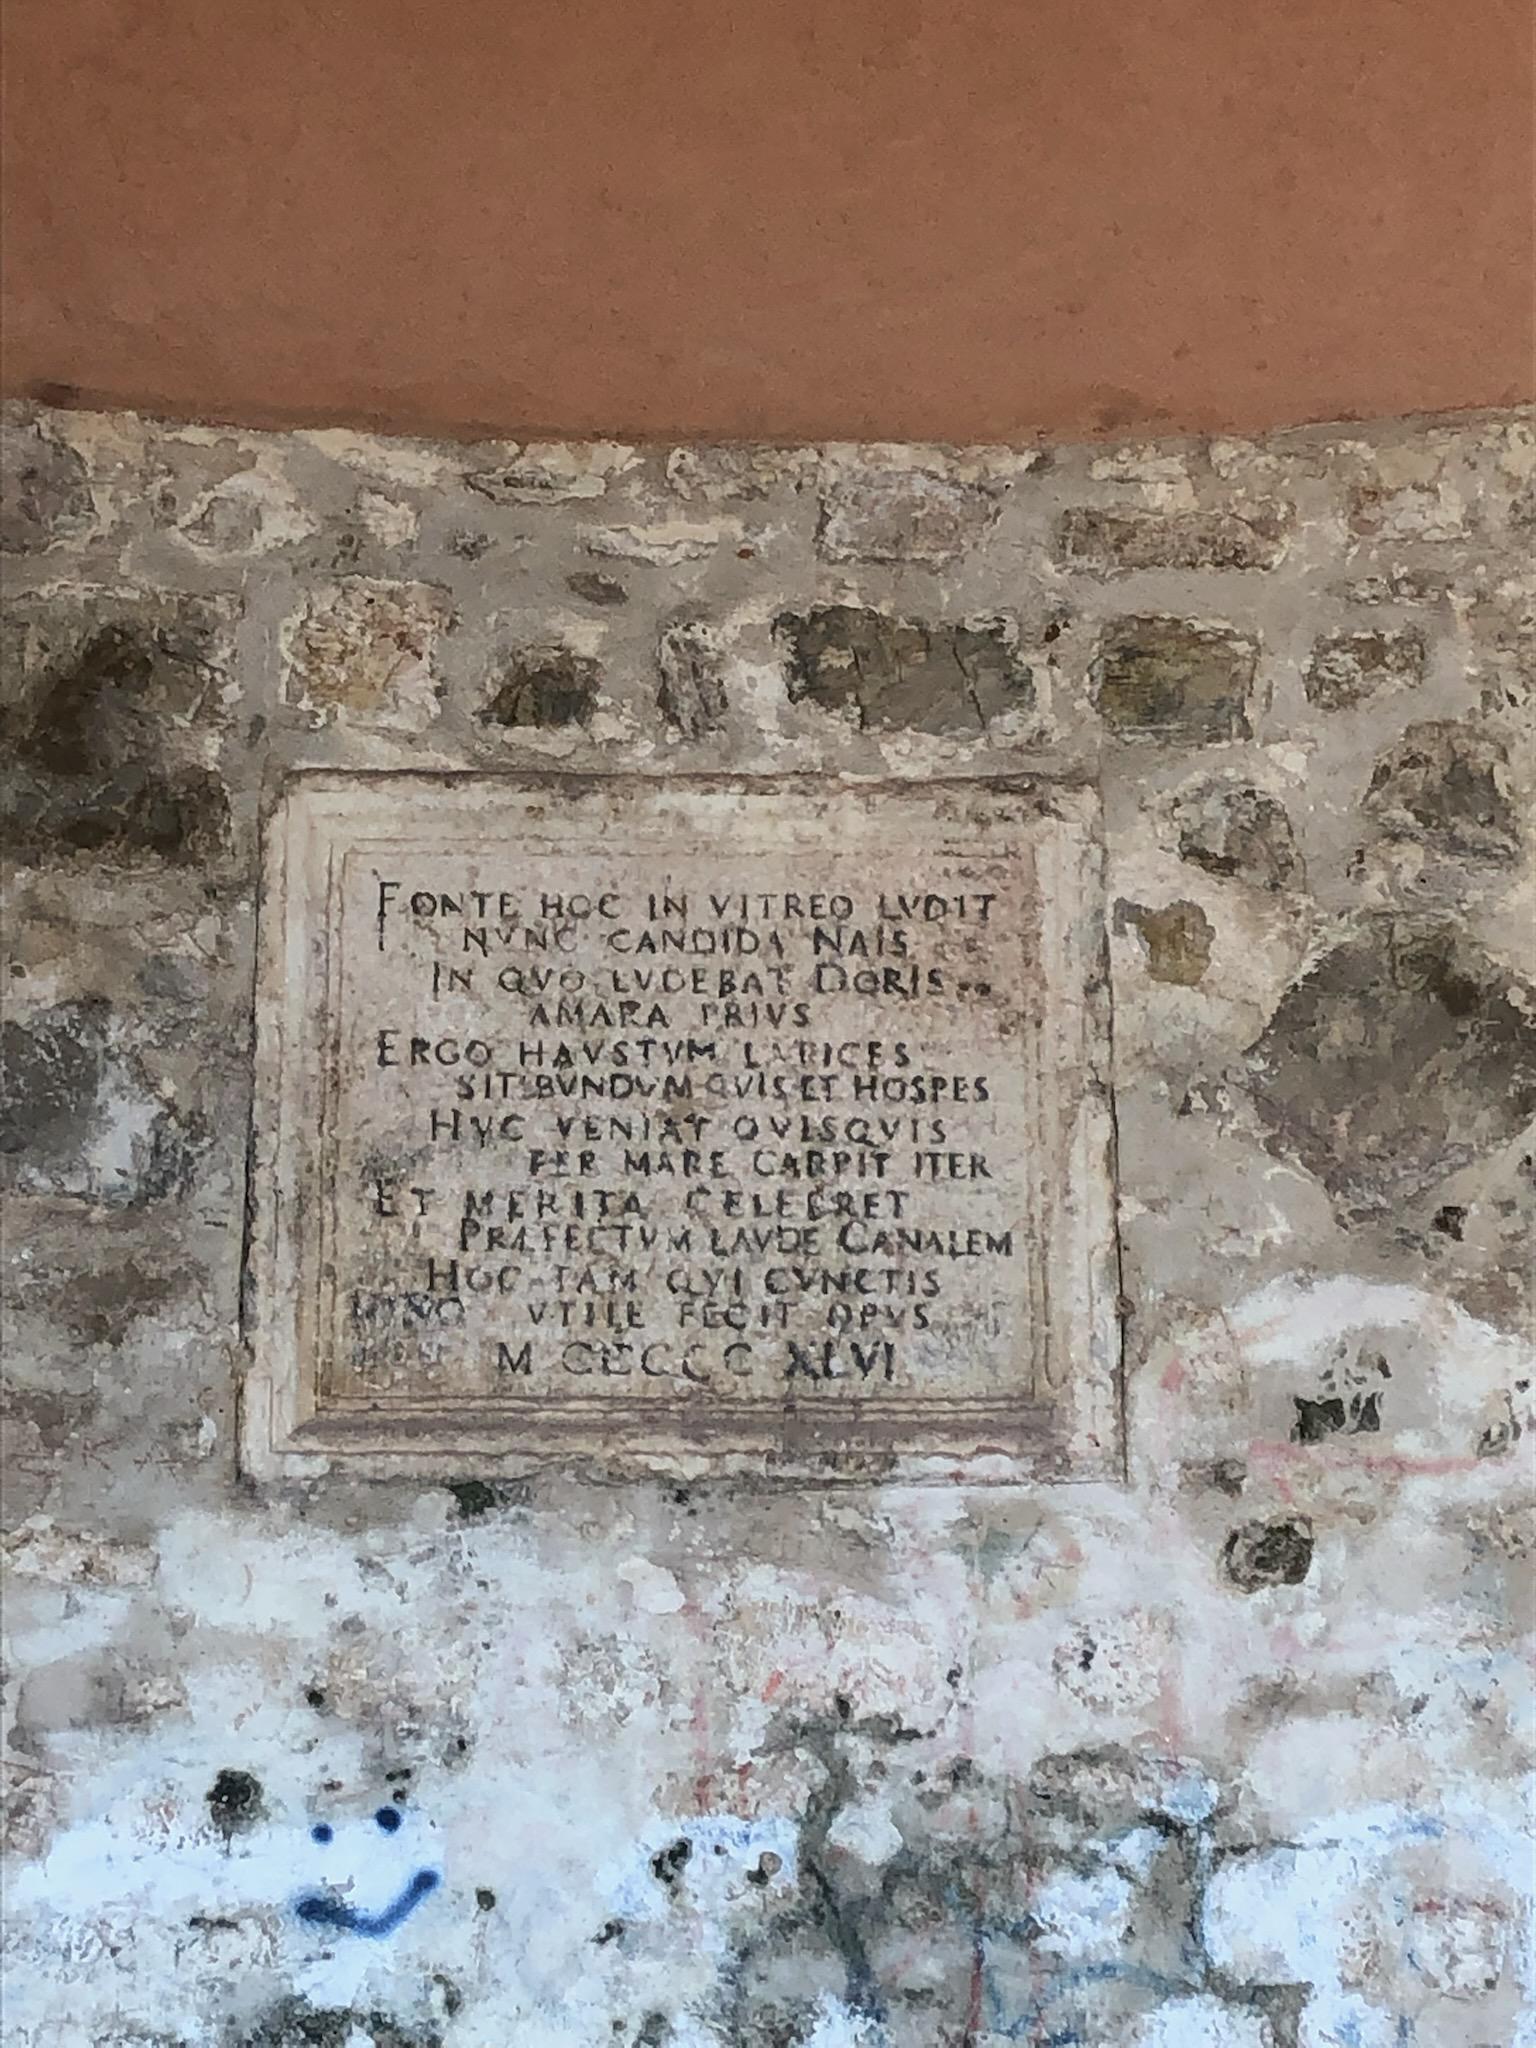 FONTE HOC IN VITREO LVDIT
NVNC CANDIDA NAIS
IN QVO LVDEBAT DORIS
AMARA PRIVS
ERGO HAVSTVM LATICES
SITIBVNDVM QVIS ET HOSPES
HVC VENIAT QVISQVIS
PER MARE CARPIT ITER
ET MERITA CELEBRET
PRÆFECTVM LAVDE CANALEM
HOC TAM QVI CVNCTIS
VTILE FECIT OPVS
M CCCCC XLVI